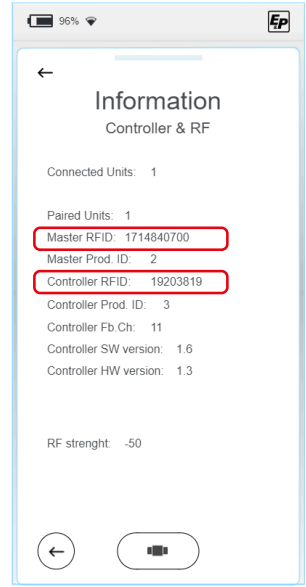 96% EP
Information
Controller & RF
Connected Units: 1
Paired Units: 1
Master RFID: 1714840700
Master Prod. ID: 2
Controller RFID: 19203819
Controller Prod. ID: 3
Controller Fb.Ch: 11
Controller SW version: 1.6
Controller HW version: 1.3
RF strenght: -50